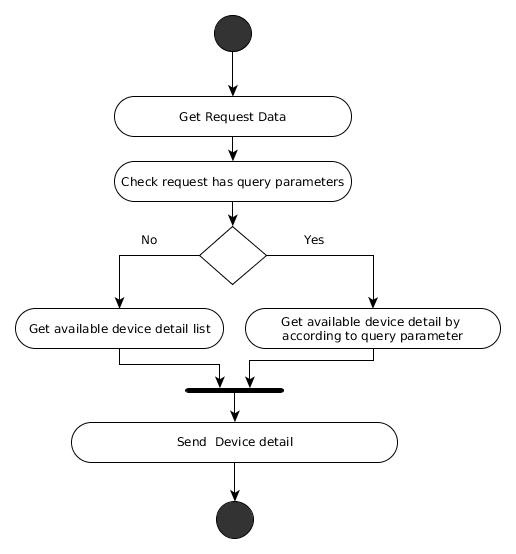 Get Request Data
Check request has query parameters
No
Yes
Get available device detail list
Get available device detail by
according to query parameter
Send  Device detail